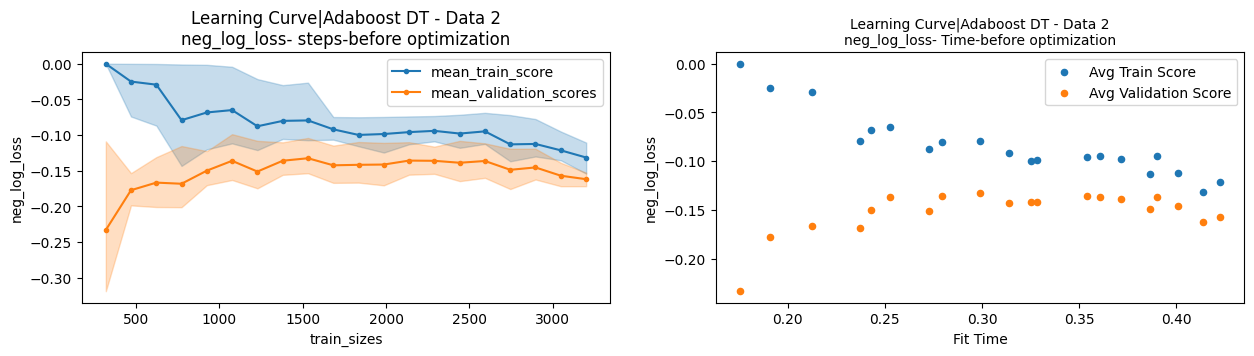 Learning Curve|Adaboost DT - Data 2
neg_log_loss- steps-before optimization
0.00
−0.05
−0.10
−0.15
−0.20
−0.25
−0.30
neg_log_loss
mean_train_score
mean_validation_scores
500
1000
1500
2000
2500
3000
train_sizes
Learning Curve|Adaboost DT - Data 2
neg_log_loss- Time-before optimization
0.00
−0.05
−0.10
−0.15
−0.20
neg_log_loss
Avg Train Score
Avg Validation Score
0.20
0.25
0.30
0.35
0.40
Fit Time